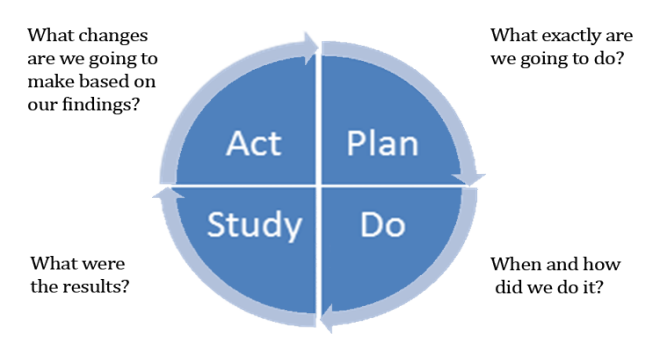 What changes
are we going to
make based on
our findings?
What exactly are
we going to do?
Act
Plan
Study
Do
What were
the results?
When and how
did we do it?